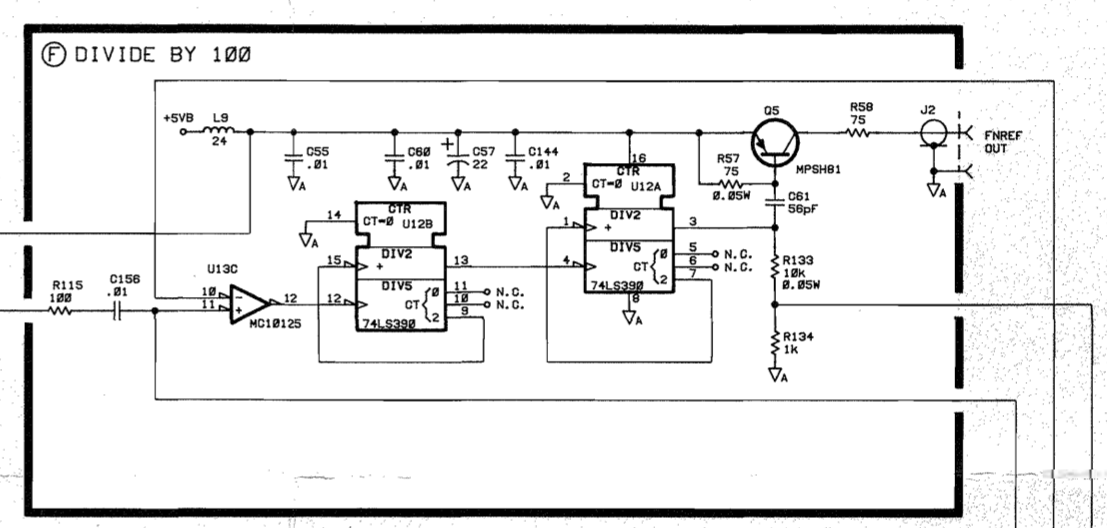 F DIVIDE BY 100
+5VB
L9
24
C55
.01
A
C60
.01
A
+
C57
22
A
C144
.01
A
Q5
MPSH81
R58
75
J2
FNREF
OUT
A
R57
75
0.05W
C61
56pF
16
CTR
2
CT=0 U12A
A
DIV2
1
+
3
DIV5
4
CT
0
2
5 N.C.
6 N.C.
7
74LS390
8
A
CTR
14
CT=0 U12B
A
DIV2
15
+
13
DIV5
12
CT
0
2
11 N.C.
10 N.C.
9
74LS390
R133
10k
0.05W
R134
1k
A
R115
100
C156
.01
U13C
10
-
11
+
12
MC10125